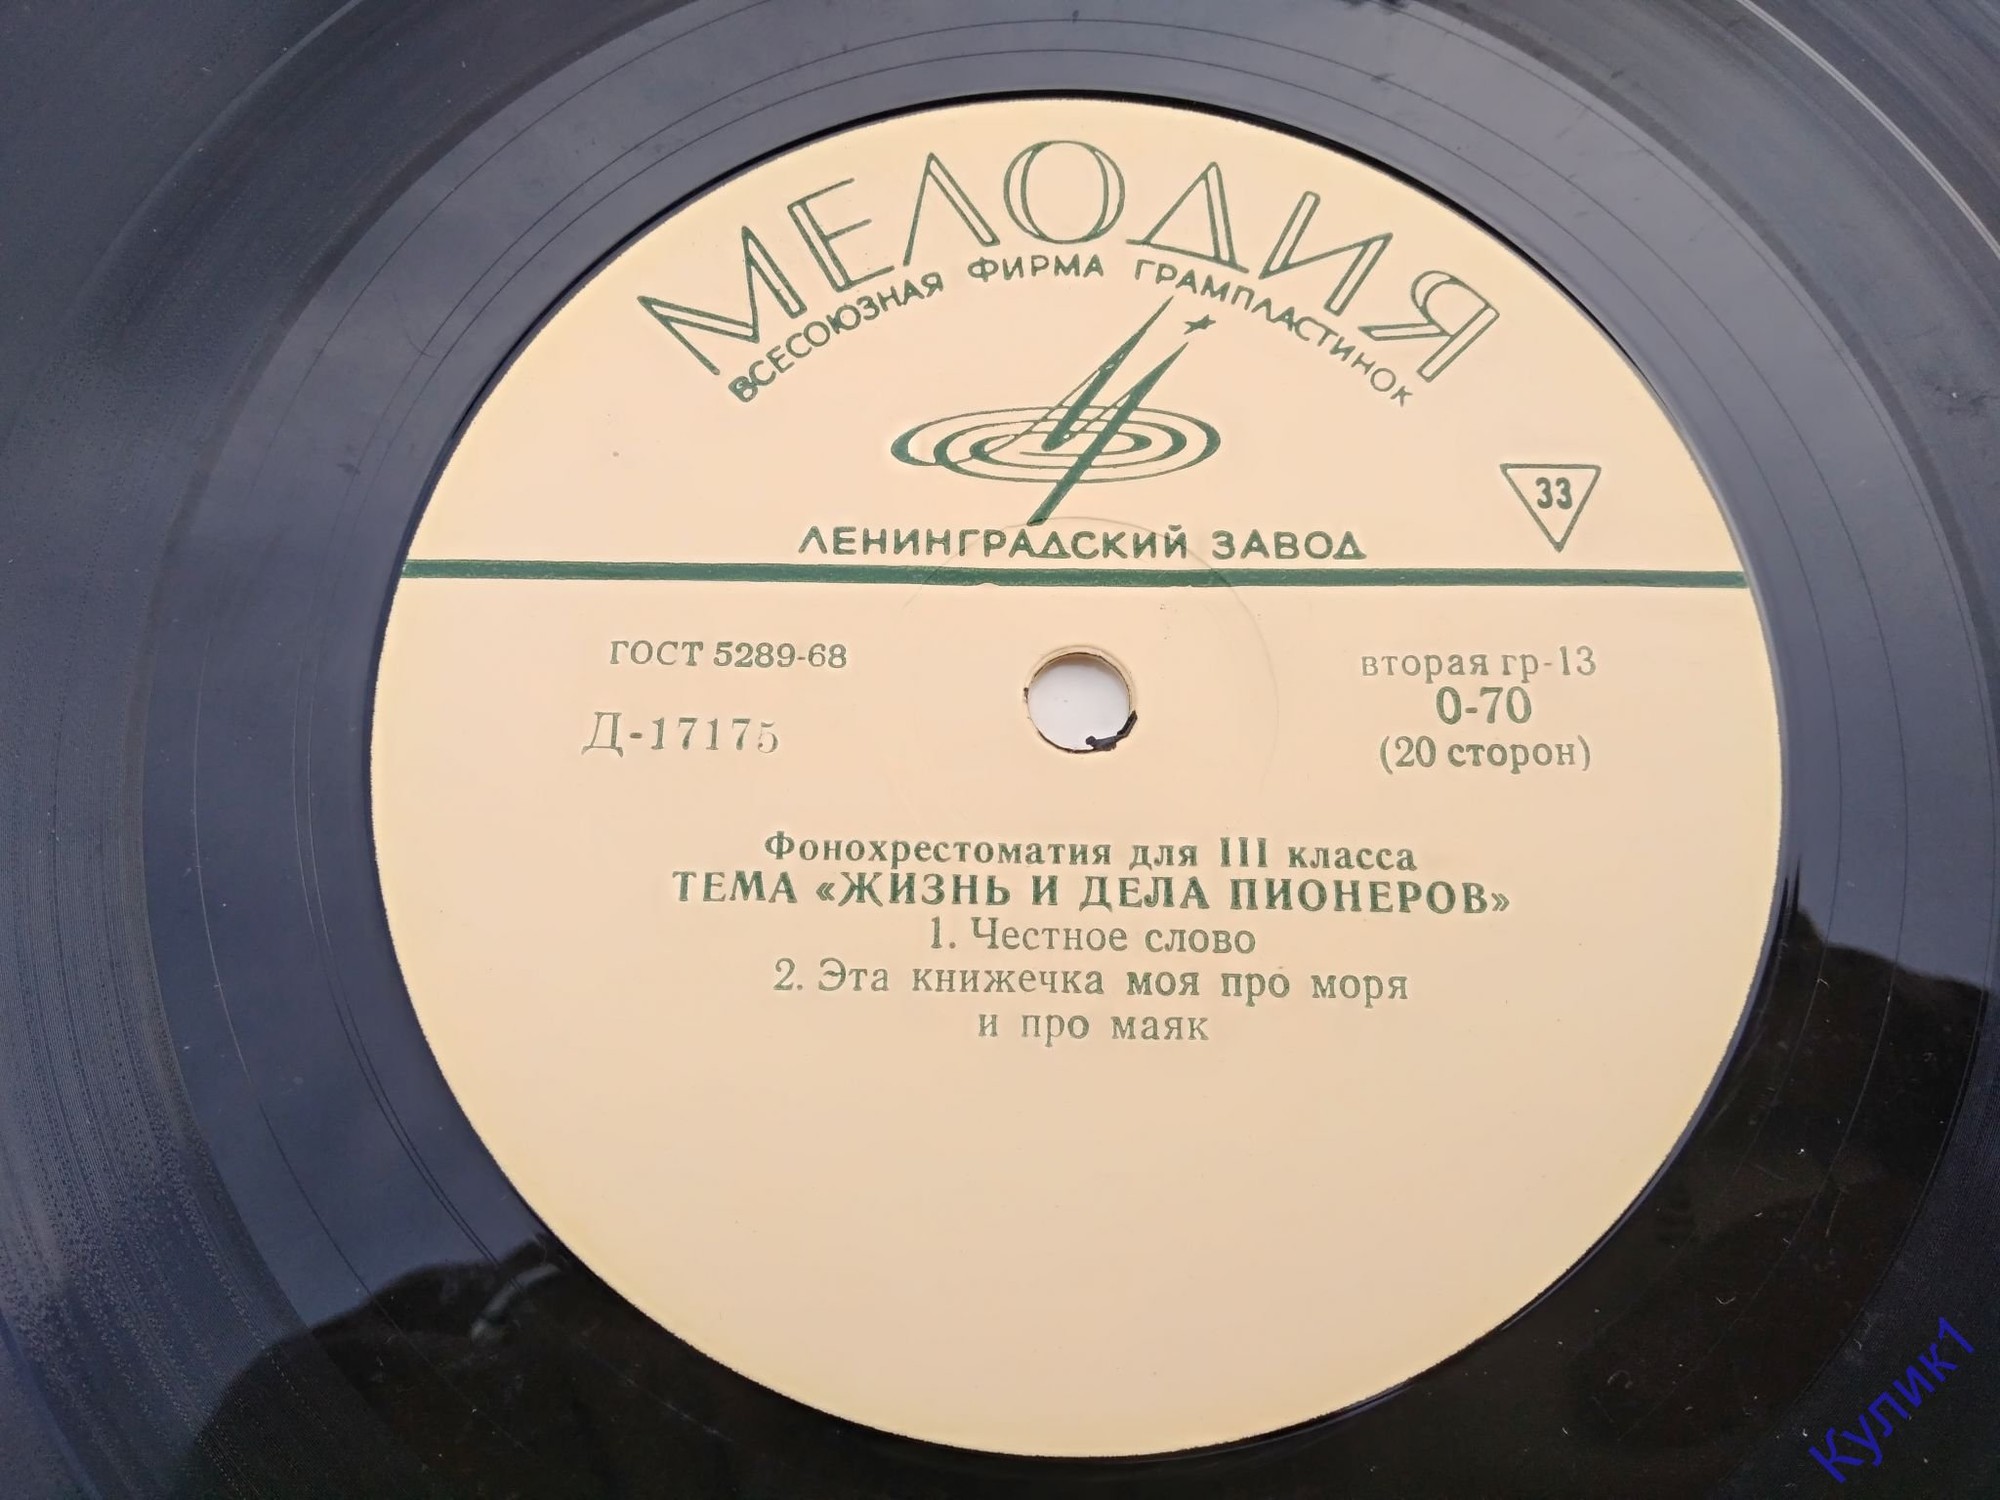 МЕЛОДИЯ
ВСЕСОЮЗНАЯ ФИРМА ГРАМПЛАСТИНОК
33
ЛЕНИНГРАДСКИЙ ЗАВОД
ГОСТ 5289-68
вторая гр-13
Д-17175
0-70
(20 сторон)
Фонохрестоматия для III класса
ТЕМА «ЖИЗНЬ И ДЕЛА ПИОНЕРОВ»
1. Честное слово
2. Эта книжечка моя про моря
и про маяк
Кулик1